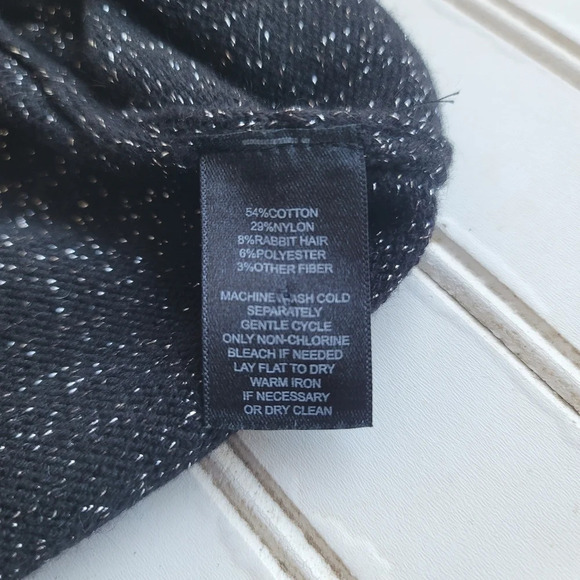 54%COTTON
29%NYLON
8%RABBIT HAIR
6%POLYESTER
3%OTHER FIBER
MACHINE WASH COLD
SEPARATELY
GENTLE CYCLE
ONLY NON-CHLORINE
BLEACH IF NEEDED
LAY FLAT TO DRY
WARM IRON
IF NECESSARY
OR DRY CLEAN